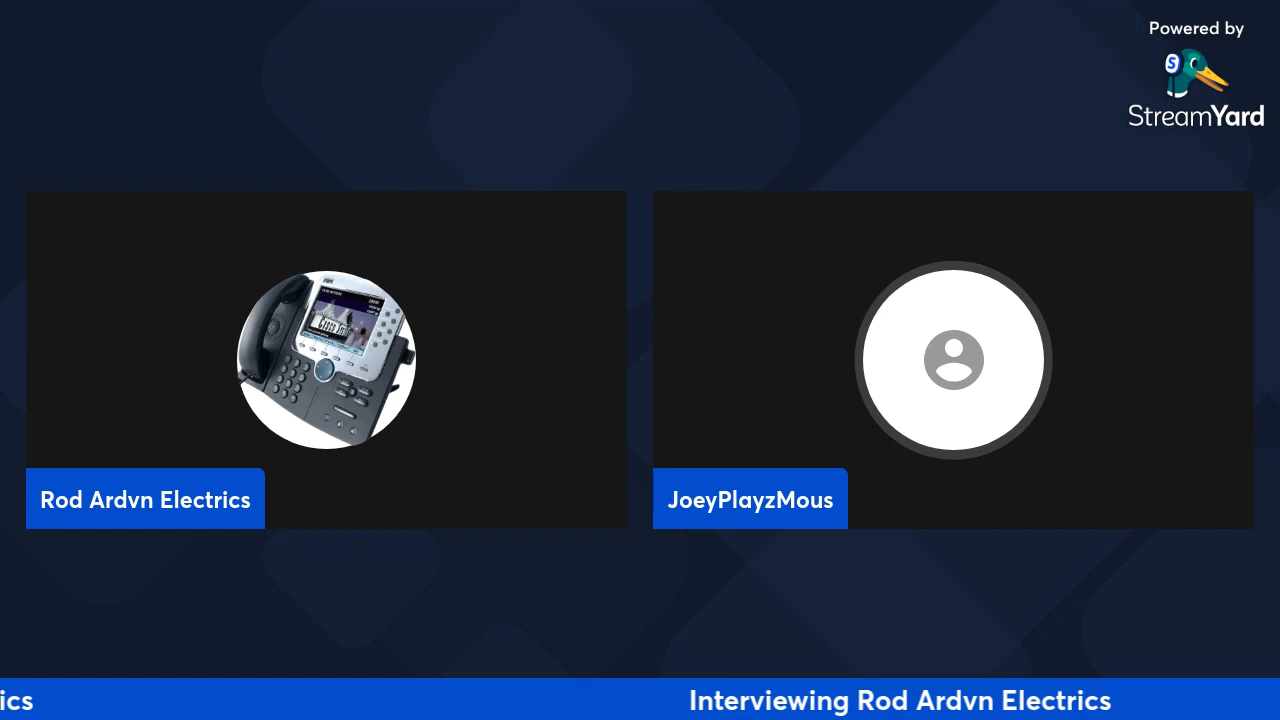 Powered by
S
StreamYard
Rod Ardvn Electrics
JoeyPlayzMous
ics
Interviewing Rod Ardvn Electrics